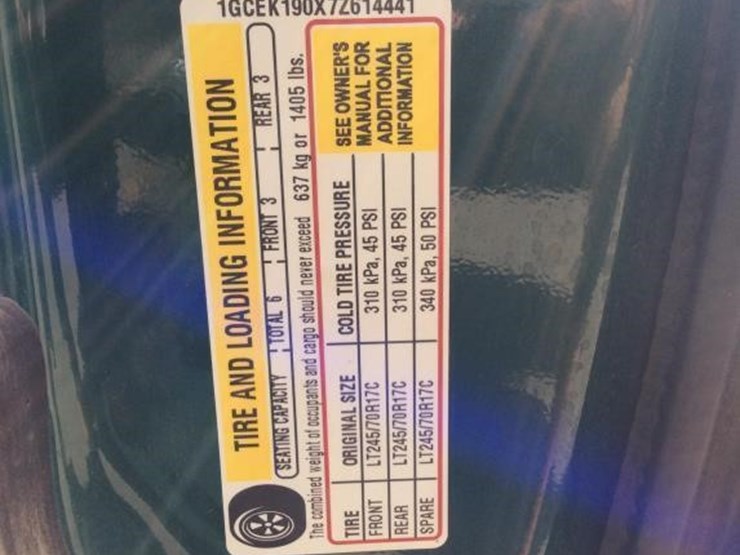 1GCEK190X7Z614441
TIRE AND LOADING INFORMATION
SEATING CAPACITY TOTAL 6 FRONT 3 REAR 3
The combined weight of occupants and cargo should never exceed 637 kg or 1405 lbs.
TIRE ORIGINAL SIZE COLD TIRE PRESSURE
FRONT LT245/70R17C 310 kPa, 45 PSI
REAR LT245/70R17C 310 kPa, 45 PSI
SPARE LT245/70R17C 340 kPa, 50 PSI
SEE OWNER'S
MANUAL FOR
ADDITIONAL
INFORMATION